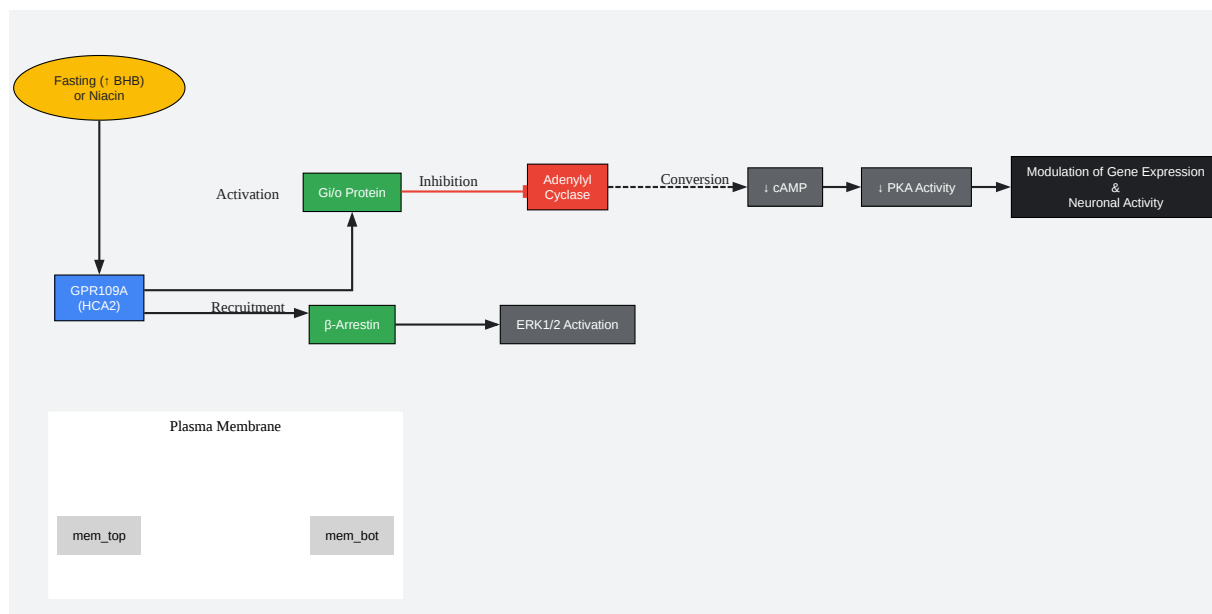 Fasting (↑ BHB)
or Niacin
Activation
Gi/o Protein
Inhibition
Adenylyl
Cyclase
Conversion
↓ cAMP
↓ PKA Activity
Modulation of Gene Expression
&
Neuronal Activity
GPR109A
(HCA2)
Recruitment
β-Arrestin
ERK1/2 Activation
Plasma Membrane
mem_top
mem_bot